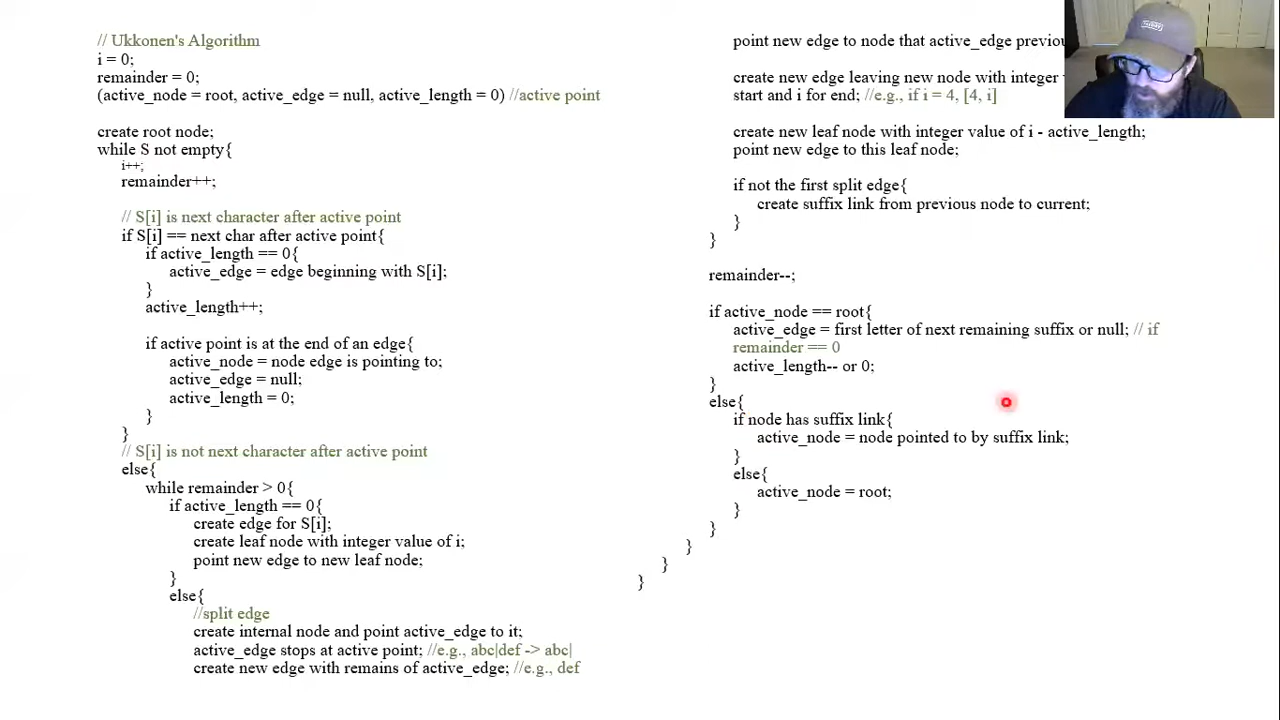 // Ukkonen's Algorithm
i = 0;
remainder = 0;
(active_node = root, active_edge = null, active_length = 0) //active point
create root node;
while S not empty{
i++;
remainder++;
// S[i] is next character after active point
if S[i] == next char after active point{
if active_length == 0{
active_edge = edge beginning with S[i];
}
active_length++;
if active point is at the end of an edge{
active_node = node edge is pointing to;
active_edge = null;
active_length = 0;
}
}
// S[i] is not next character after active point
else{
while remainder > 0{
if active_length == 0{
create edge for S[i];
create leaf node with integer value of i;
point new edge to new leaf node;
}
else{
//split edge
create internal node and point active_edge to it;
active_edge stops at active point; //e.g., abc|def -> abc|
create new edge with remains of active_edge; //e.g., def
point new edge to node that active_edge
create new edge leaving new node with integer
start and i for end; //e.g., if i = 4, [4, i]
create new leaf node with integer value of i - active_length;
point new edge to this leaf node;
if not the first split edge{
create suffix link from previous node to current;
}
}
remainder--;
if active_node == root{
active_edge = first letter of next remaining suffix or null; // if
remainder == 0
active_length-- or 0;
}
else{
if node has suffix link{
active_node = node pointed to by suffix link;
}
else{
active_node = root;
}
}
}
}
}